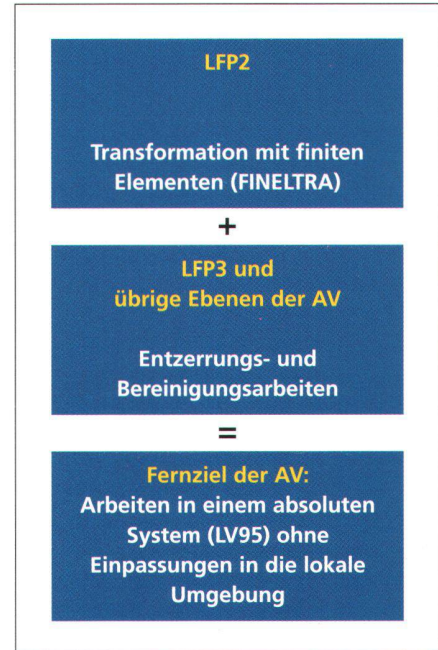 LFP2
Transformation mit finiten
Elementen (FINELTRA)
+
LFP3 und
übrige Ebenen der AV
Entzerrungs- und
Bereinigungsarbeiten
=
Fernziel der AV:
Arbeiten in einem absoluten
System (LV95) ohne
Einpassungen in die lokale
Umgebung